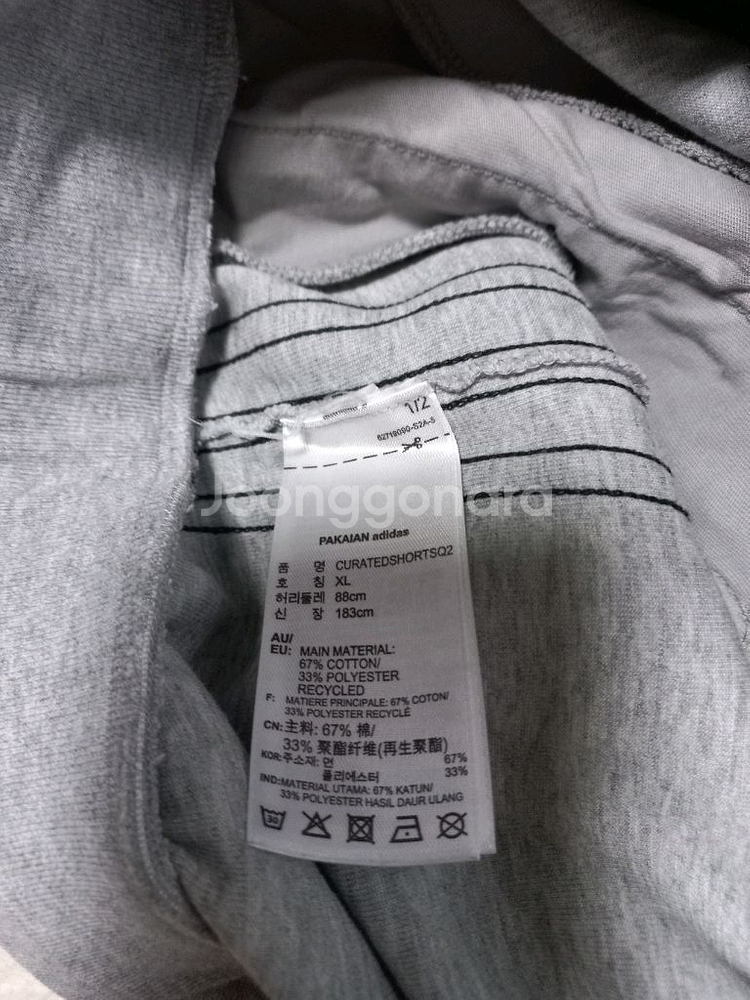 1/2
62719090-S2A-S
Joonggonara
PAKAIAN adidas
품 명 CURATEDSHORTSQ2
호 칭 XL
허리둘레 88cm
신 장 183cm
AU/
EU: MAIN MATERIAL:
67% COTTON/
33% POLYESTER
RECYCLED
F: MATIERE PRINCIPALE: 67% COTON/
33% POLYESTER RECYCLÉ
CN:主料: 67% 棉/
33% 聚酯纤维(再生聚酯)
KOR:주소재: 면 67%
폴리에스터 33%
IND:MATERIAL UTAMA: 67% KATUN/
33% POLYESTER HASIL DAUR ULANG
30